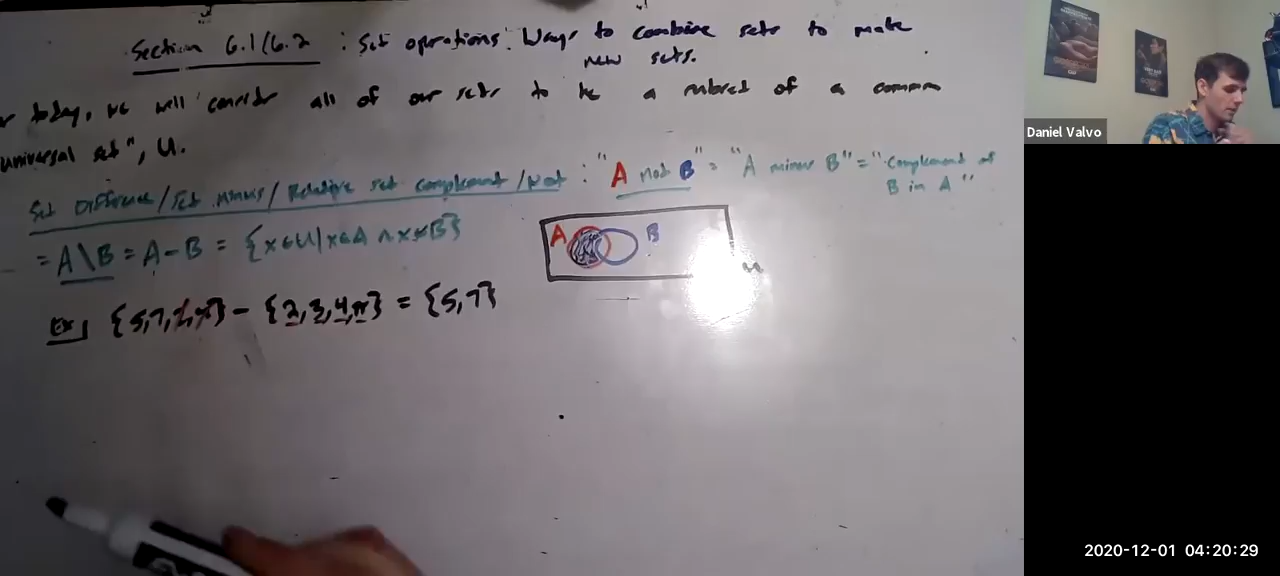 Section 6.1/6.2 : Set operations: Ways to combine sets to make
new sets.
r today, we will consider all of our sets to be a subset of a common
universal set", U.
Set Difference/Set Minus/Relative set complement/Not : "A not B" = "A minus B" = "Complement of
B in A"
= A\B = A-B = {x∈U|x∈A ∧ x∉B}
A B
U
Ex] {5,7,2,π} - {2,3,4,π} = {5,7}
Daniel Valvo
2020-12-01 04:20:29